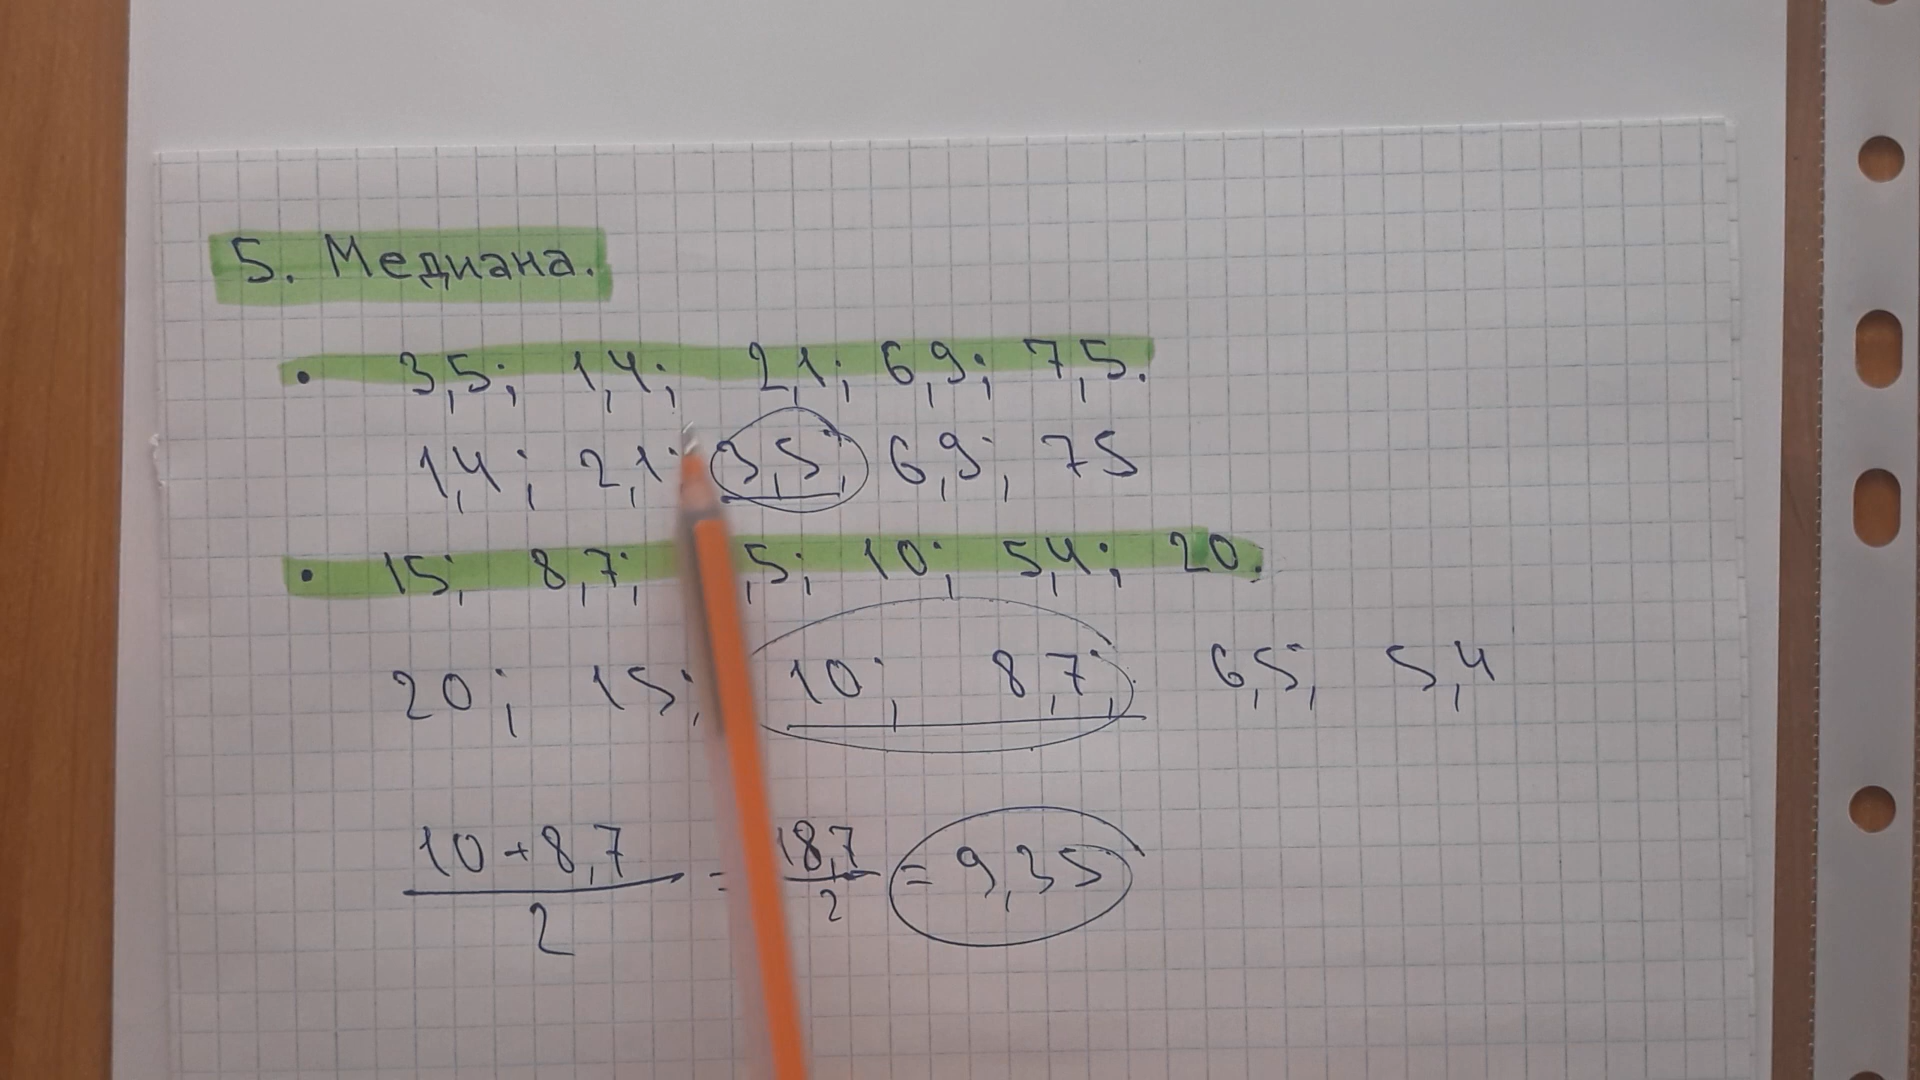 5. Медиана.
• 3,5; 1,4; 2,1; 6,9; 7,5.
1,4; 2,1; 3,5; 6,9; 75
• 15; 8,7; ,5; 10; 5,4; 20.
20; 15; 10; 8,7; 6,5; 5,4
10+8,7
2
=
18,7
2
= 9,35